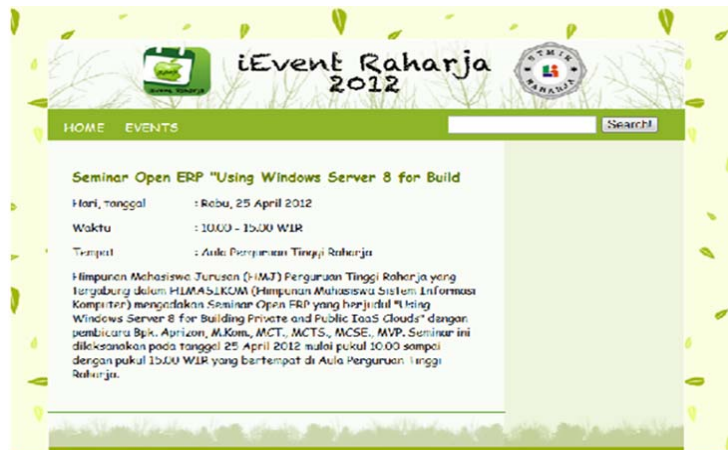 iEvent Raharja
2012
STMIK
RAHARJA
HOME EVENTS
Search!
Seminar Open ERP "Using Windows Server 8 for Build
Hari, tanggal : Rabu, 25 April 2012
Waktu : 10.00 - 15.00 WIB
Tempat : Aula Perguruan Tinggi Raharja
Himpunan Mahasiswa Jurusan (HMJ) Perguruan Tinggi Raharja yang
tergabung dalam HIMASIKOM (Himpunan Mahasiswa Sistem Informasi
Komputer) mengadakan Seminar Open ERP yang berjudul "Using
Windows Server 8 for Building Private and Public IaaS Clouds" dengan
pembicara Bpk. Aprizon, M.Kom., MCT., MCTS., MCSE., MVP. Seminar ini
dilaksanakan pada tanggal 25 April 2012 mulai pukul 10.00 sampai
dengan pukul 15.00 WIB yang bertempat di Aula Perguruan Tinggi
Raharja.